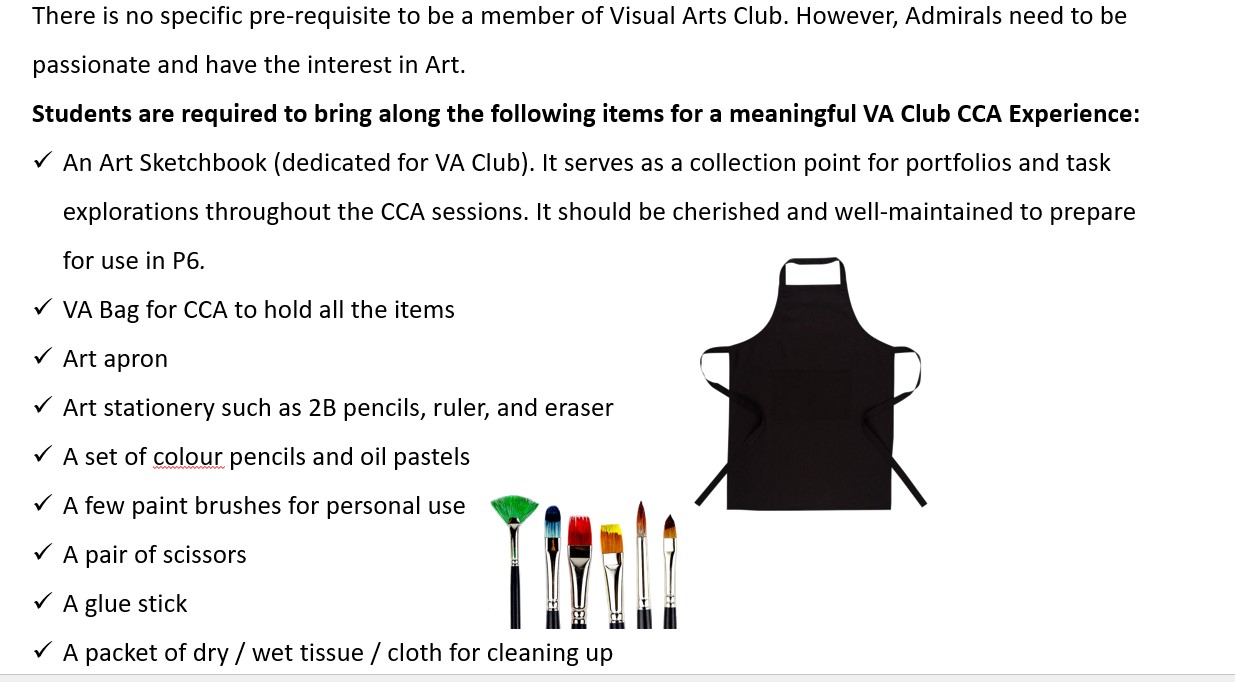 There is no specific pre-requisite to be a member of Visual Arts Club. However, Admirals need to be
passionate and have the interest in Art.
Students are required to bring along the following items for a meaningful VA Club CCA Experience:
✓ An Art Sketchbook (dedicated for VA Club). It serves as a collection point for portfolios and task
explorations throughout the CCA sessions. It should be cherished and well-maintained to prepare
for use in P6.
✓ VA Bag for CCA to hold all the items
✓ Art apron
✓ Art stationery such as 2B pencils, ruler, and eraser
✓ A set of colour pencils and oil pastels
✓ A few paint brushes for personal use
✓ A pair of scissors
✓ A glue stick
✓ A packet of dry / wet tissue / cloth for cleaning up